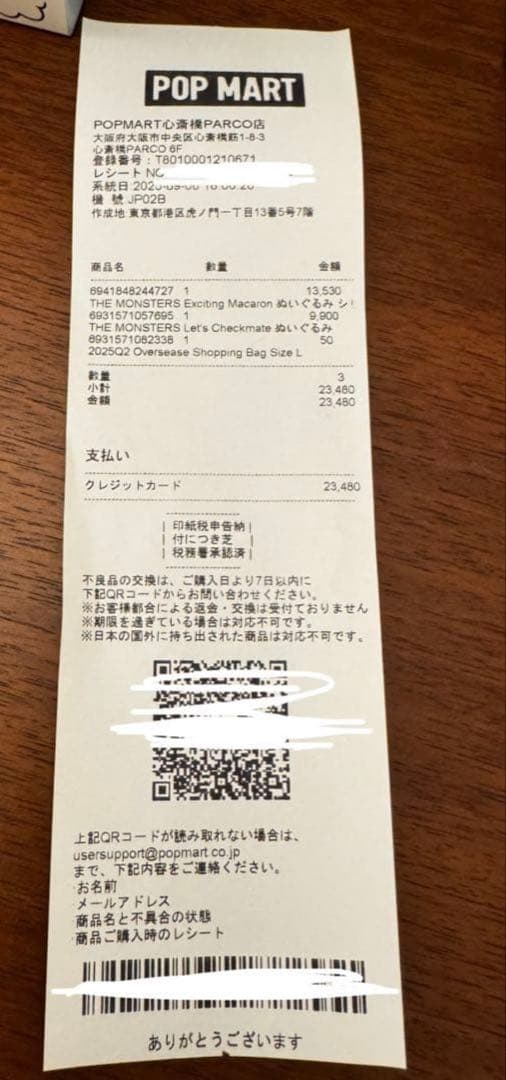 POP MART
POPMART心斎橋PARCO店
大阪府大阪市中央区心斎橋筋1-8-3
心斎橋PARCO 6F
登録番号：T8010001210671
レシート NO
系統日
機 號 JP02B
作成地:東京都港区虎ノ門一丁目13番5号7階
商品名 數量 金額
6941848244727 1 13,530
THE MONSTERS Exciting Macaron ぬいぐるみ シ
6931571057695 1 9,900
THE MONSTERS Let's Checkmate ぬいぐるみ
6931571082338 1 50
2025Q2 Oversease Shopping Bag Size L
數量 3
小計 23,480
金額 23,480
支払い
クレジットカード 23,480
印紙税申告納
付につき芝
税務署承認済
不良品の交換は、ご購入日より7日以内に
下記QRコードからお問い合わせください。
※お客様都合による返金・交換は受付ておりません
※期限を過ぎている場合は対応不可です。
※日本の国外に持ち出された商品は対応不可です。
上記QRコードが読み取れない場合は、
usersupport@popmart.co.jp
まで、下記内容をご連絡ください。
·お名前
·メールアドレス
·商品名と不具合の状態
·商品ご購入時のレシート
ありがとうございます